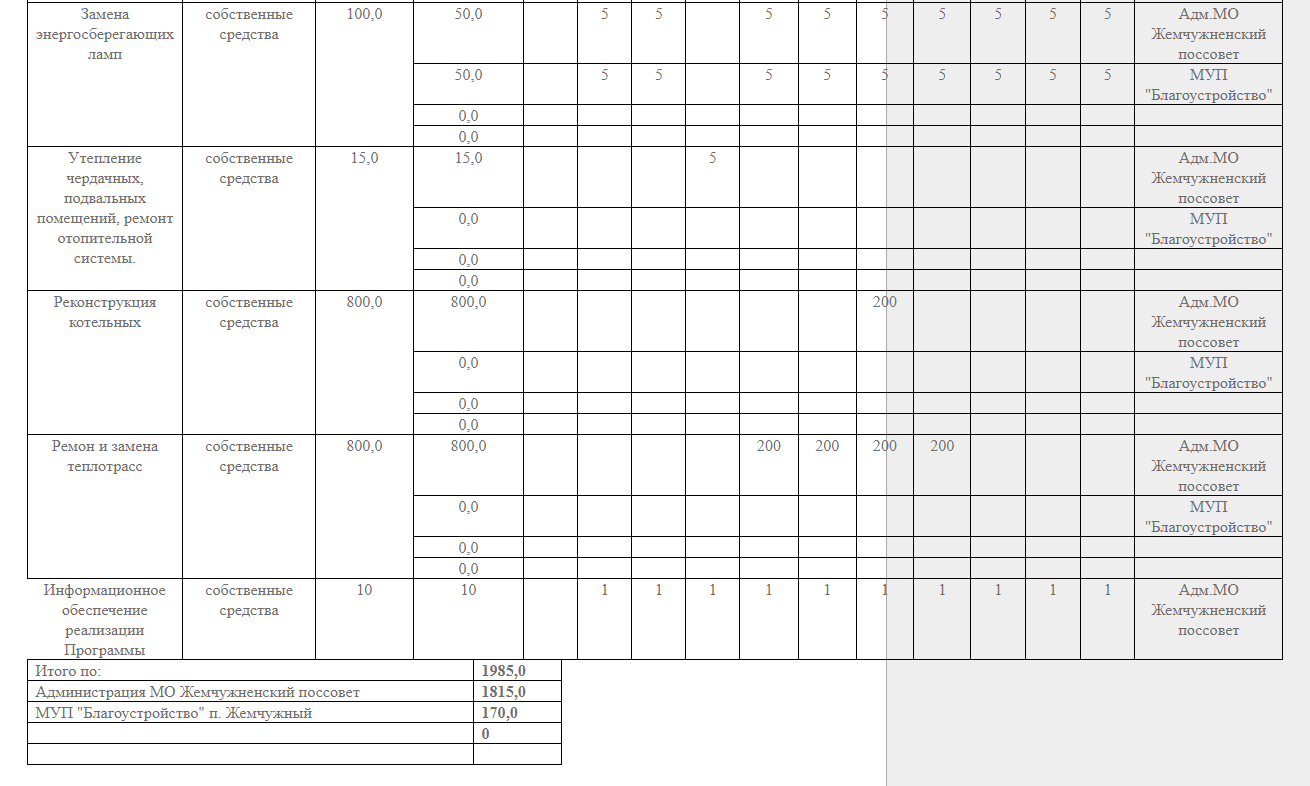 Замена собственные 100,0 50,0 5 5 5 5 5 5 5 5 5 Адм.МО
энергосберегающих средства Жемчужненский
ламп поссовет
50,0 5 5 5 5 5 5 5 5 5 МУП
"Благоустройство"
0,0
0,0
Утепление собственные 15,0 15,0 5 Адм.МО
чердачных, средства Жемчужненский
подвальных поссовет
помещений, ремонт 0,0 МУП
отопительной "Благоустройство"
системы. 0,0
0,0
Реконструкция собственные 800,0 800,0 200 Адм.МО
котельных средства Жемчужненский
поссовет
0,0 МУП
"Благоустройство"
0,0
0,0
Ремон и замена собственные 800,0 800,0 200 200 200 200 Адм.МО
теплотрасс средства Жемчужненский
поссовет
0,0 МУП
"Благоустройство"
0,0
0,0
Информационное собственные 10 10 1 1 1 1 1 1 1 1 1 1 Адм.МО
обеспечение средства Жемчужненский
реализации поссовет
Программы
Итого по: 1985,0
Администрация МО Жемчужненский поссовет 1815,0
МУП "Благоустройство" п. Жемчужный 170,0
0